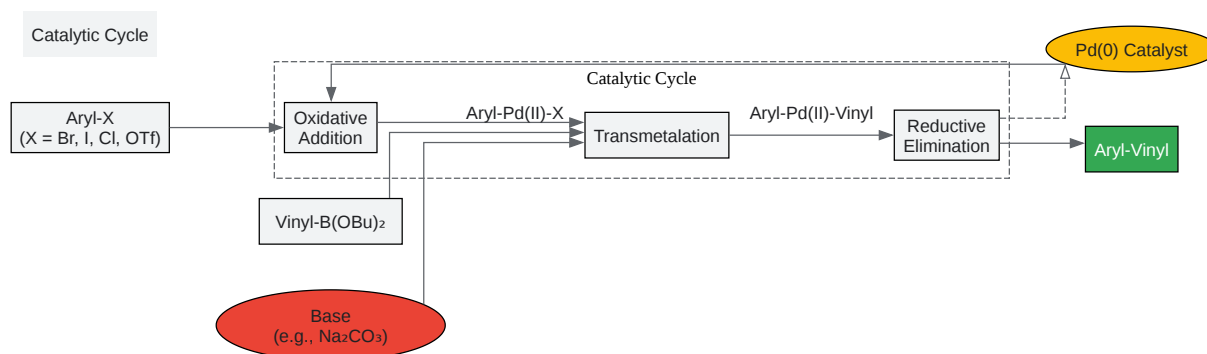 Catalytic Cycle
Pd(0) Catalyst
Catalytic Cycle
Aryl-X
(X = Br, I, Cl, OTf)
Oxidative
Addition
Aryl-Pd(II)-X
Transmetalation
Aryl-Pd(II)-Vinyl
Reductive
Elimination
Aryl-Vinyl
Vinyl-B(OBu)₂
Base
(e.g., Na₂CO₃)